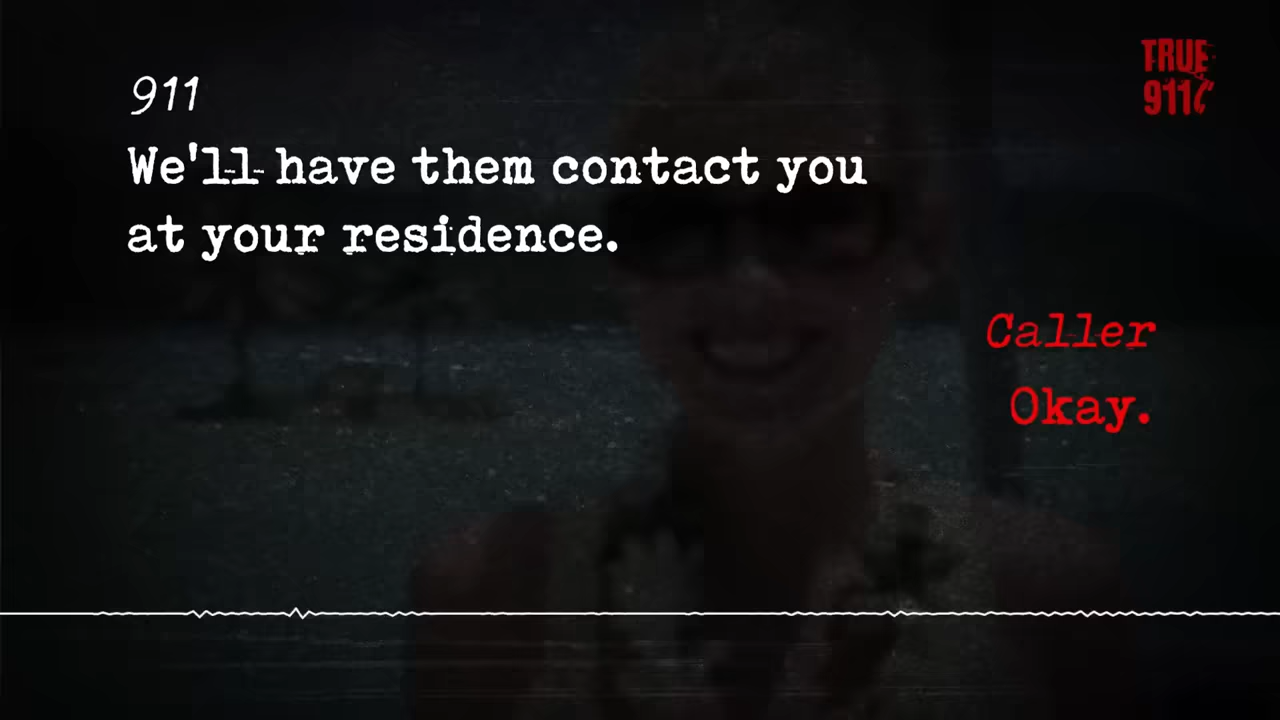 TRUE
911
911
We'll have them contact you
at your residence.
Caller
Okay.